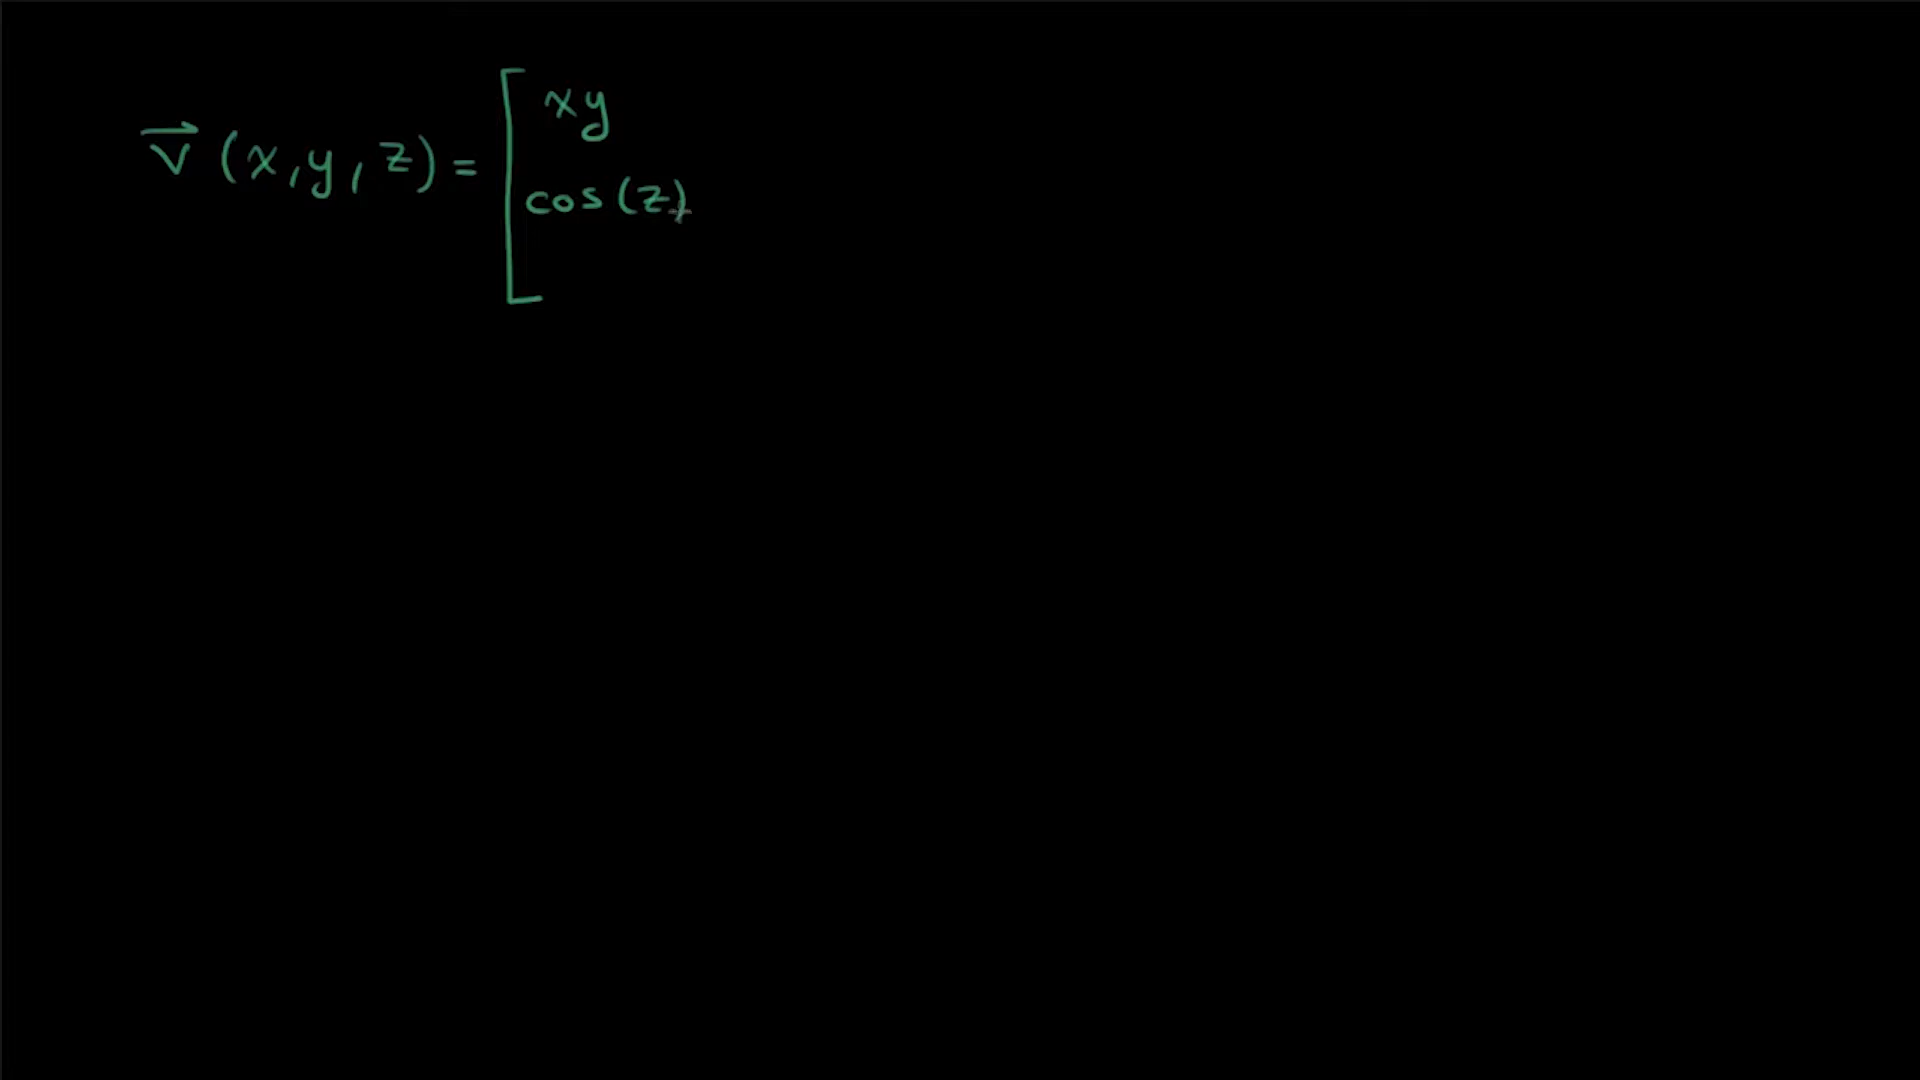 v⃗ (x, y, z) = [ xy
cos(z)